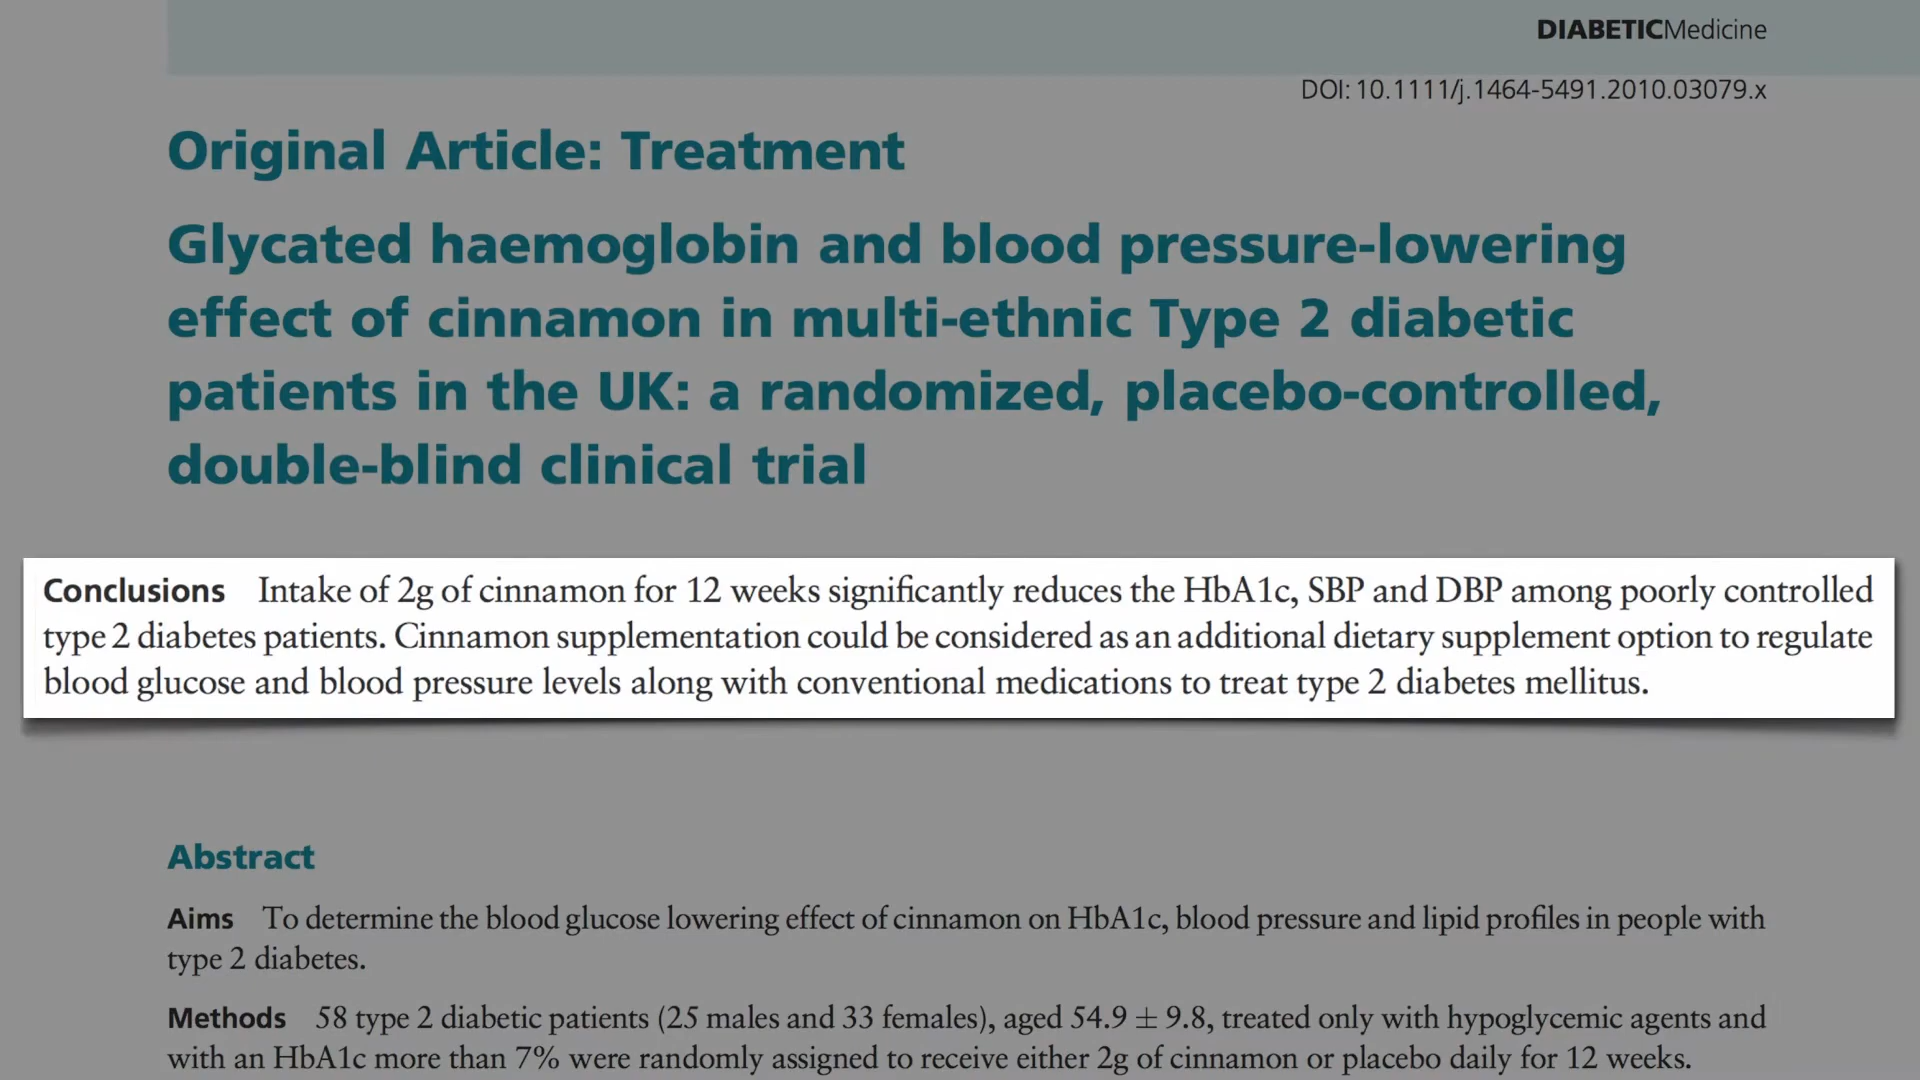 DIABETICMedicine
DOI: 10.1111/j.1464-5491.2010.03079.x
Original Article: Treatment
Glycated haemoglobin and blood pressure-lowering
effect of cinnamon in multi-ethnic Type 2 diabetic
patients in the UK: a randomized, placebo-controlled,
double-blind clinical trial
Conclusions Intake of 2g of cinnamon for 12 weeks significantly reduces the HbA1c, SBP and DBP among poorly controlled
type 2 diabetes patients. Cinnamon supplementation could be considered as an additional dietary supplement option to regulate
blood glucose and blood pressure levels along with conventional medications to treat type 2 diabetes mellitus.
Abstract
Aims To determine the blood glucose lowering effect of cinnamon on HbA1c, blood pressure and lipid profiles in people with
type 2 diabetes.
Methods 58 type 2 diabetic patients (25 males and 33 females), aged 54.9 ± 9.8, treated only with hypoglycemic agents and
with an HbA1c more than 7% were randomly assigned to receive either 2g of cinnamon or placebo daily for 12 weeks.